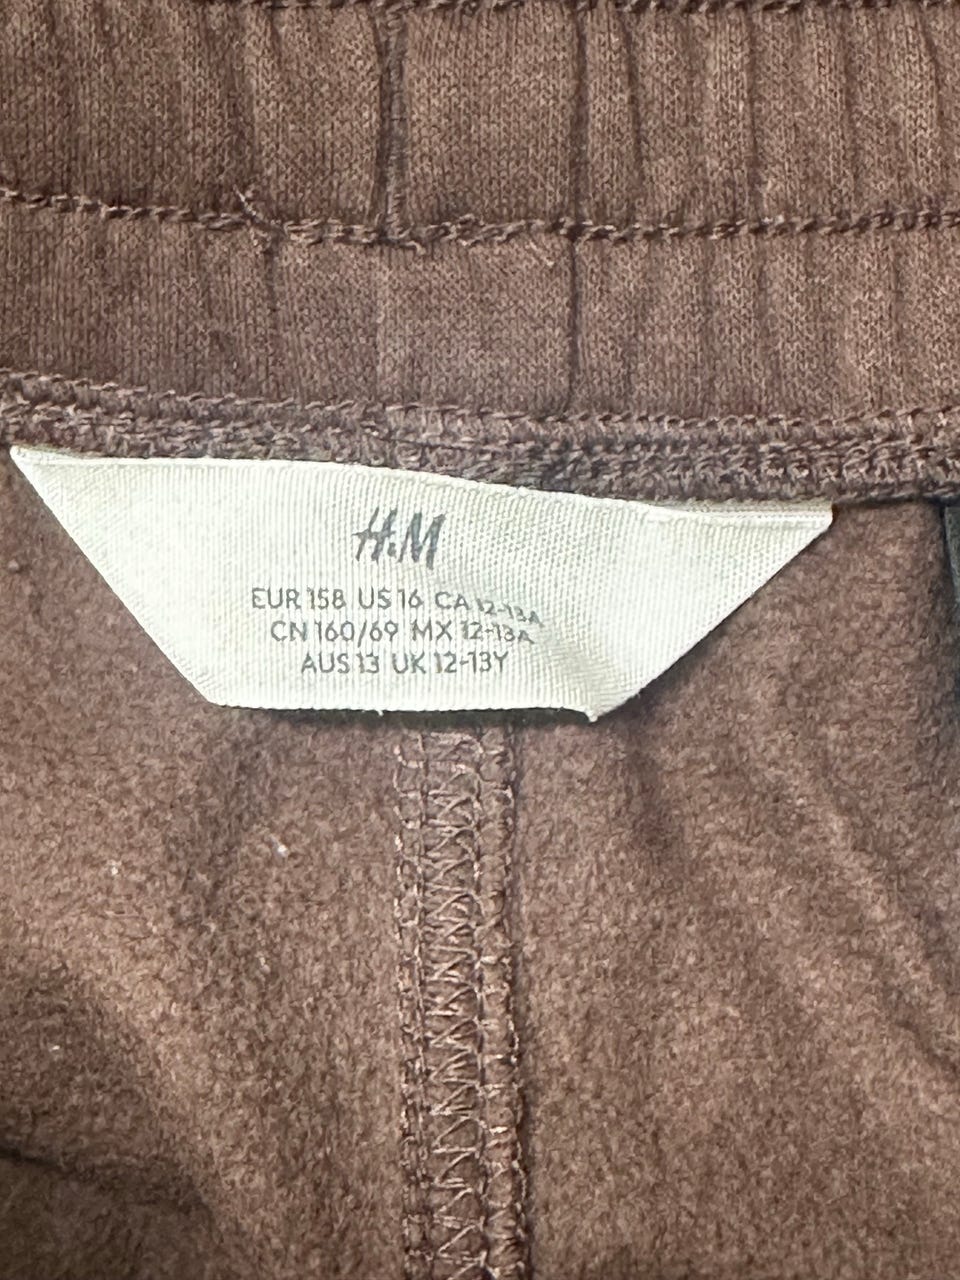 H&M
EUR 158 US 16 CA 12-13A
CN 160/69 MX 12-13A
AUS 13 UK 12-13Y